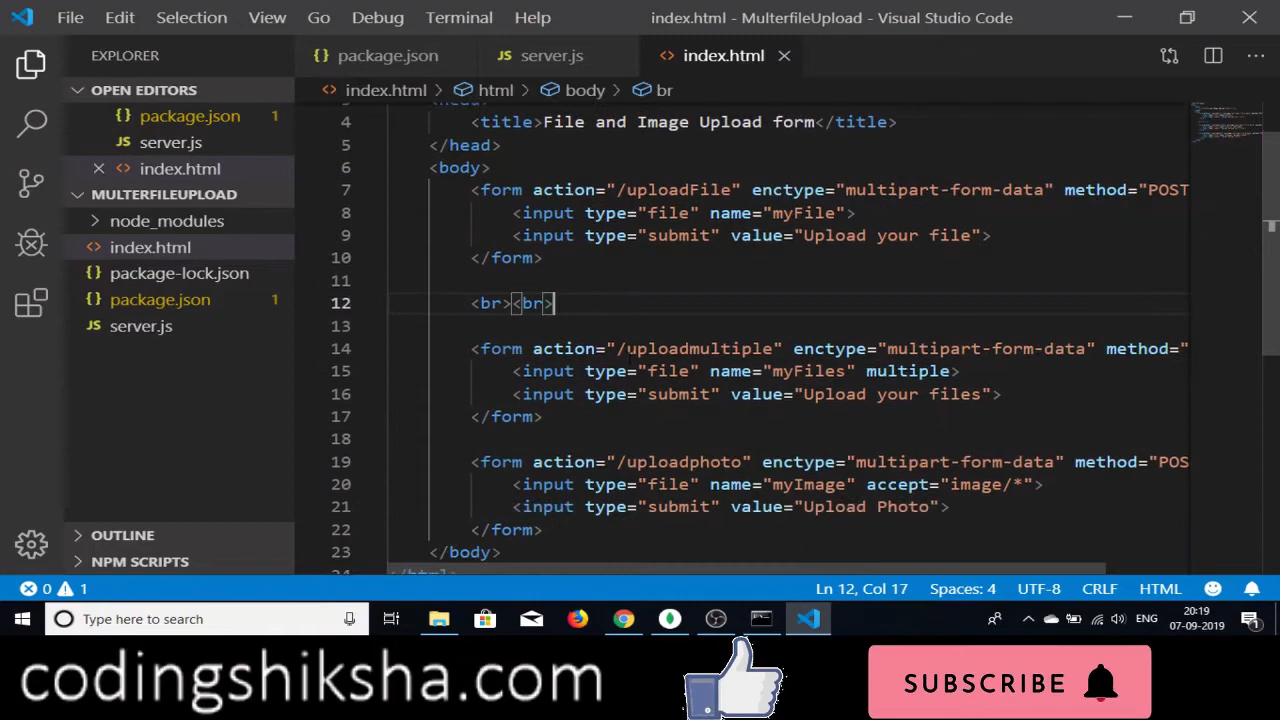 File Edit Selection View Go Debug Terminal Help index.html - MulterfileUpload - Visual Studio Code
EXPLORER
OPEN EDITORS
{} package.json 1
JS server.js
<> index.html
MULTERFILEUPLOAD
node_modules
<> index.html
{} package-lock.json
{} package.json 1
JS server.js
OUTLINE
NPM SCRIPTS
{} package.json JS server.js <> index.html
<> index.html html body br
4 <title>File and Image Upload form</title>
5 </head>
6 <body>
7 <form action="/uploadFile" enctype="multipart-form-data" method="POST
8 <input type="file" name="myFile">
9 <input type="submit" value="Upload your file">
10 </form>
11
12 <br><br>
13
14 <form action="/uploadmultiple" enctype="multipart-form-data" method="
15 <input type="file" name="myFiles" multiple>
16 <input type="submit" value="Upload your files">
17 </form>
18
19 <form action="/uploadphoto" enctype="multipart-form-data" method="POS
20 <input type="file" name="myImage" accept="image/*">
21 <input type="submit" value="Upload Photo">
22 </form>
23 </body>
0 1 Ln 12, Col 17 Spaces: 4 UTF-8 CRLF HTML
Type here to search ENG 20:19
07-09-2019 1
codingshiksha.com SUBSCRIBE